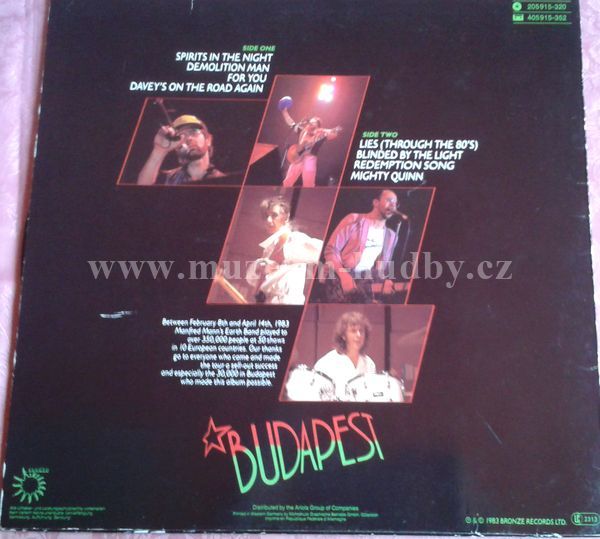 205915-320
405915-352
SIDE ONE
SPIRITS IN THE NIGHT
DEMOLITION MAN
FOR YOU
DAVEY'S ON THE ROAD AGAIN
SIDE TWO
LIES (THROUGH THE 80'S)
BLINDED BY THE LIGHT
REDEMPTION SONG
MIGHTY QUINN
www.muzeum-hudby.cz
Between February 8th and April 14th, 1983
Manfred Mann's Earth Band played to
over 350,000 people at 50 shows
in 10 European countries. Our thanks
go to everyone who came and made
the tour a sell-out success
and especially the 30,000 in Budapest
who made this album possible.
BUDAPEST
Distributed by the Ariola Group of Companies
℗ & © 1983 BRONZE RECORDS LTD.
LC 2313